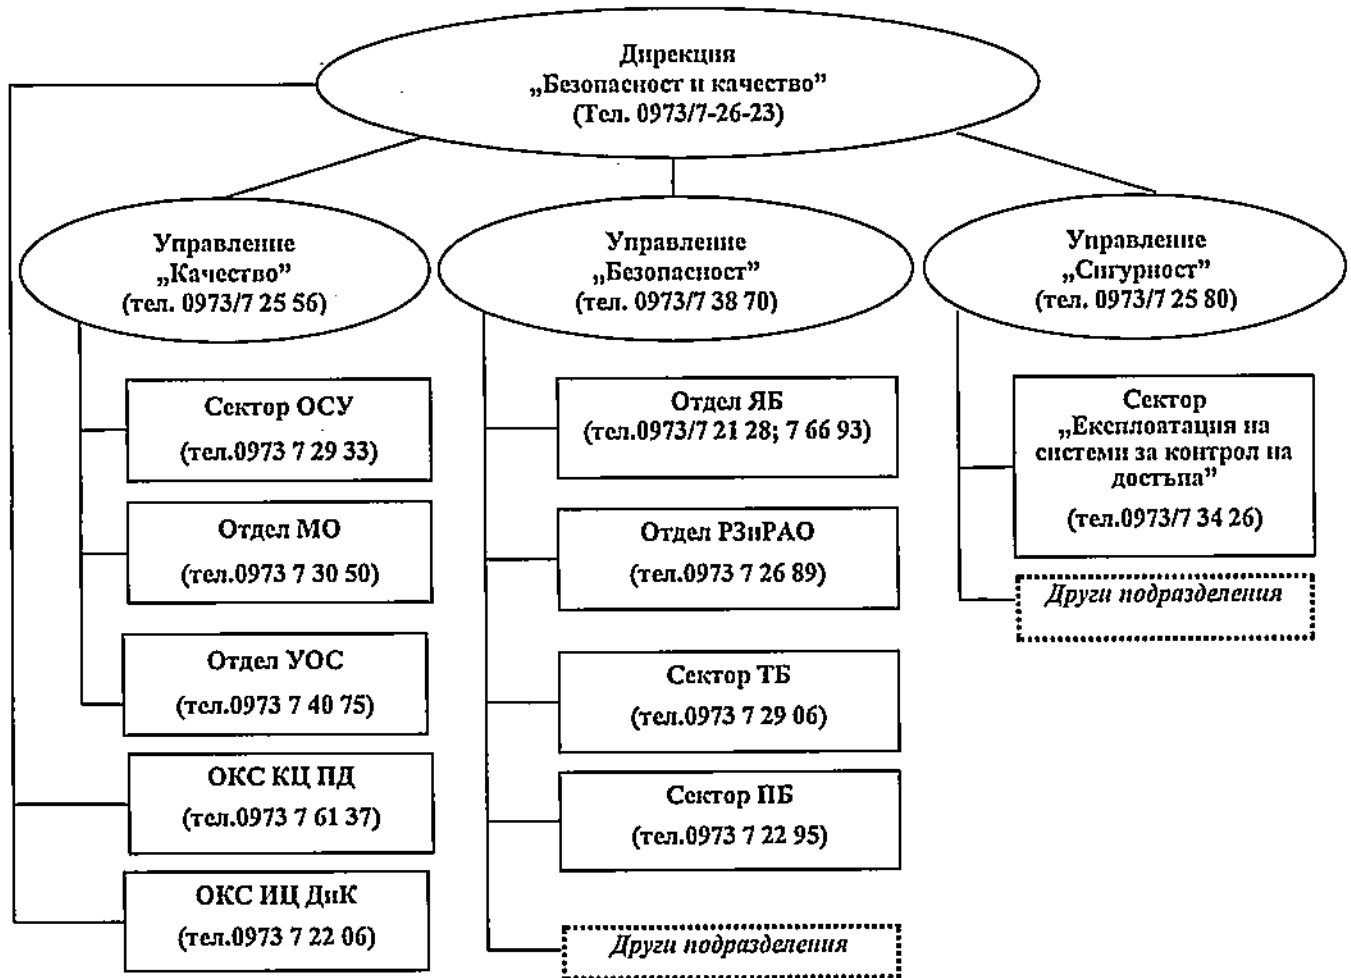 Дирекция
„Безопасност и качество”
(Тел. 0973/7-26-23)
Управление
„Качество”
(тел. 0973/7 25 56)
Управление
„Безопасност”
(тел. 0973/7 38 70)
Управление
„Сигурност”
(тел. 0973/7 25 80)
Сектор ОСУ
(тел.0973 7 29 33)
Отдел МО
(тел.0973 7 30 50)
Отдел УОС
(тел.0973 7 40 75)
ОКС КЦ ПД
(тел.0973 7 61 37)
ОКС ИЦ ДиК
(тел.0973 7 22 06)
Отдел ЯБ
(тел.0973/7 21 28; 7 66 93)
Отдел РЗиРАО
(тел.0973 7 26 89)
Сектор ТБ
(тел.0973 7 29 06)
Сектор ПБ
(тел.0973 7 22 95)
Други подразделения
Сектор
„Експлоатация на
системи за контрол на
достъпа”
(тел.0973/7 34 26)
Други подразделения